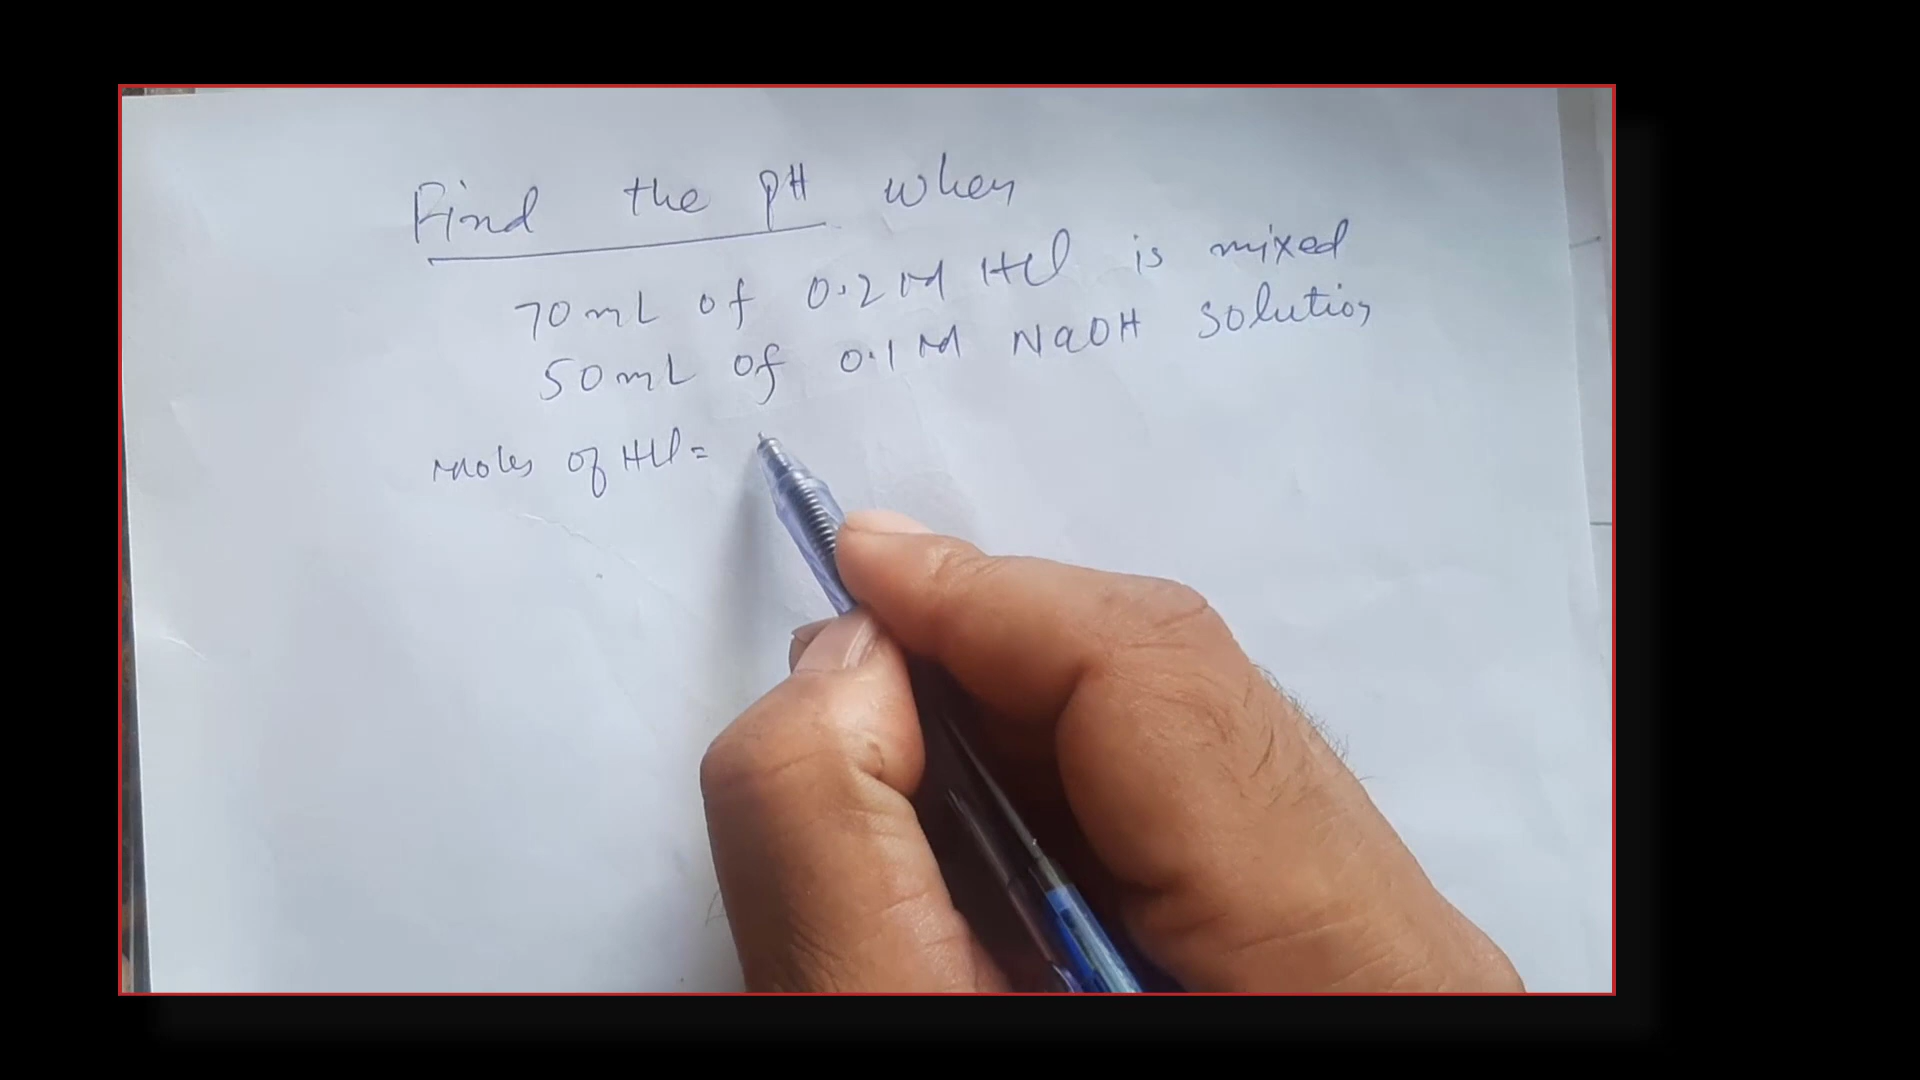 Find the pH when
70mL of 0.2M HCl is mixed
50mL of 0.1M NaOH solution
Moles of HCl =